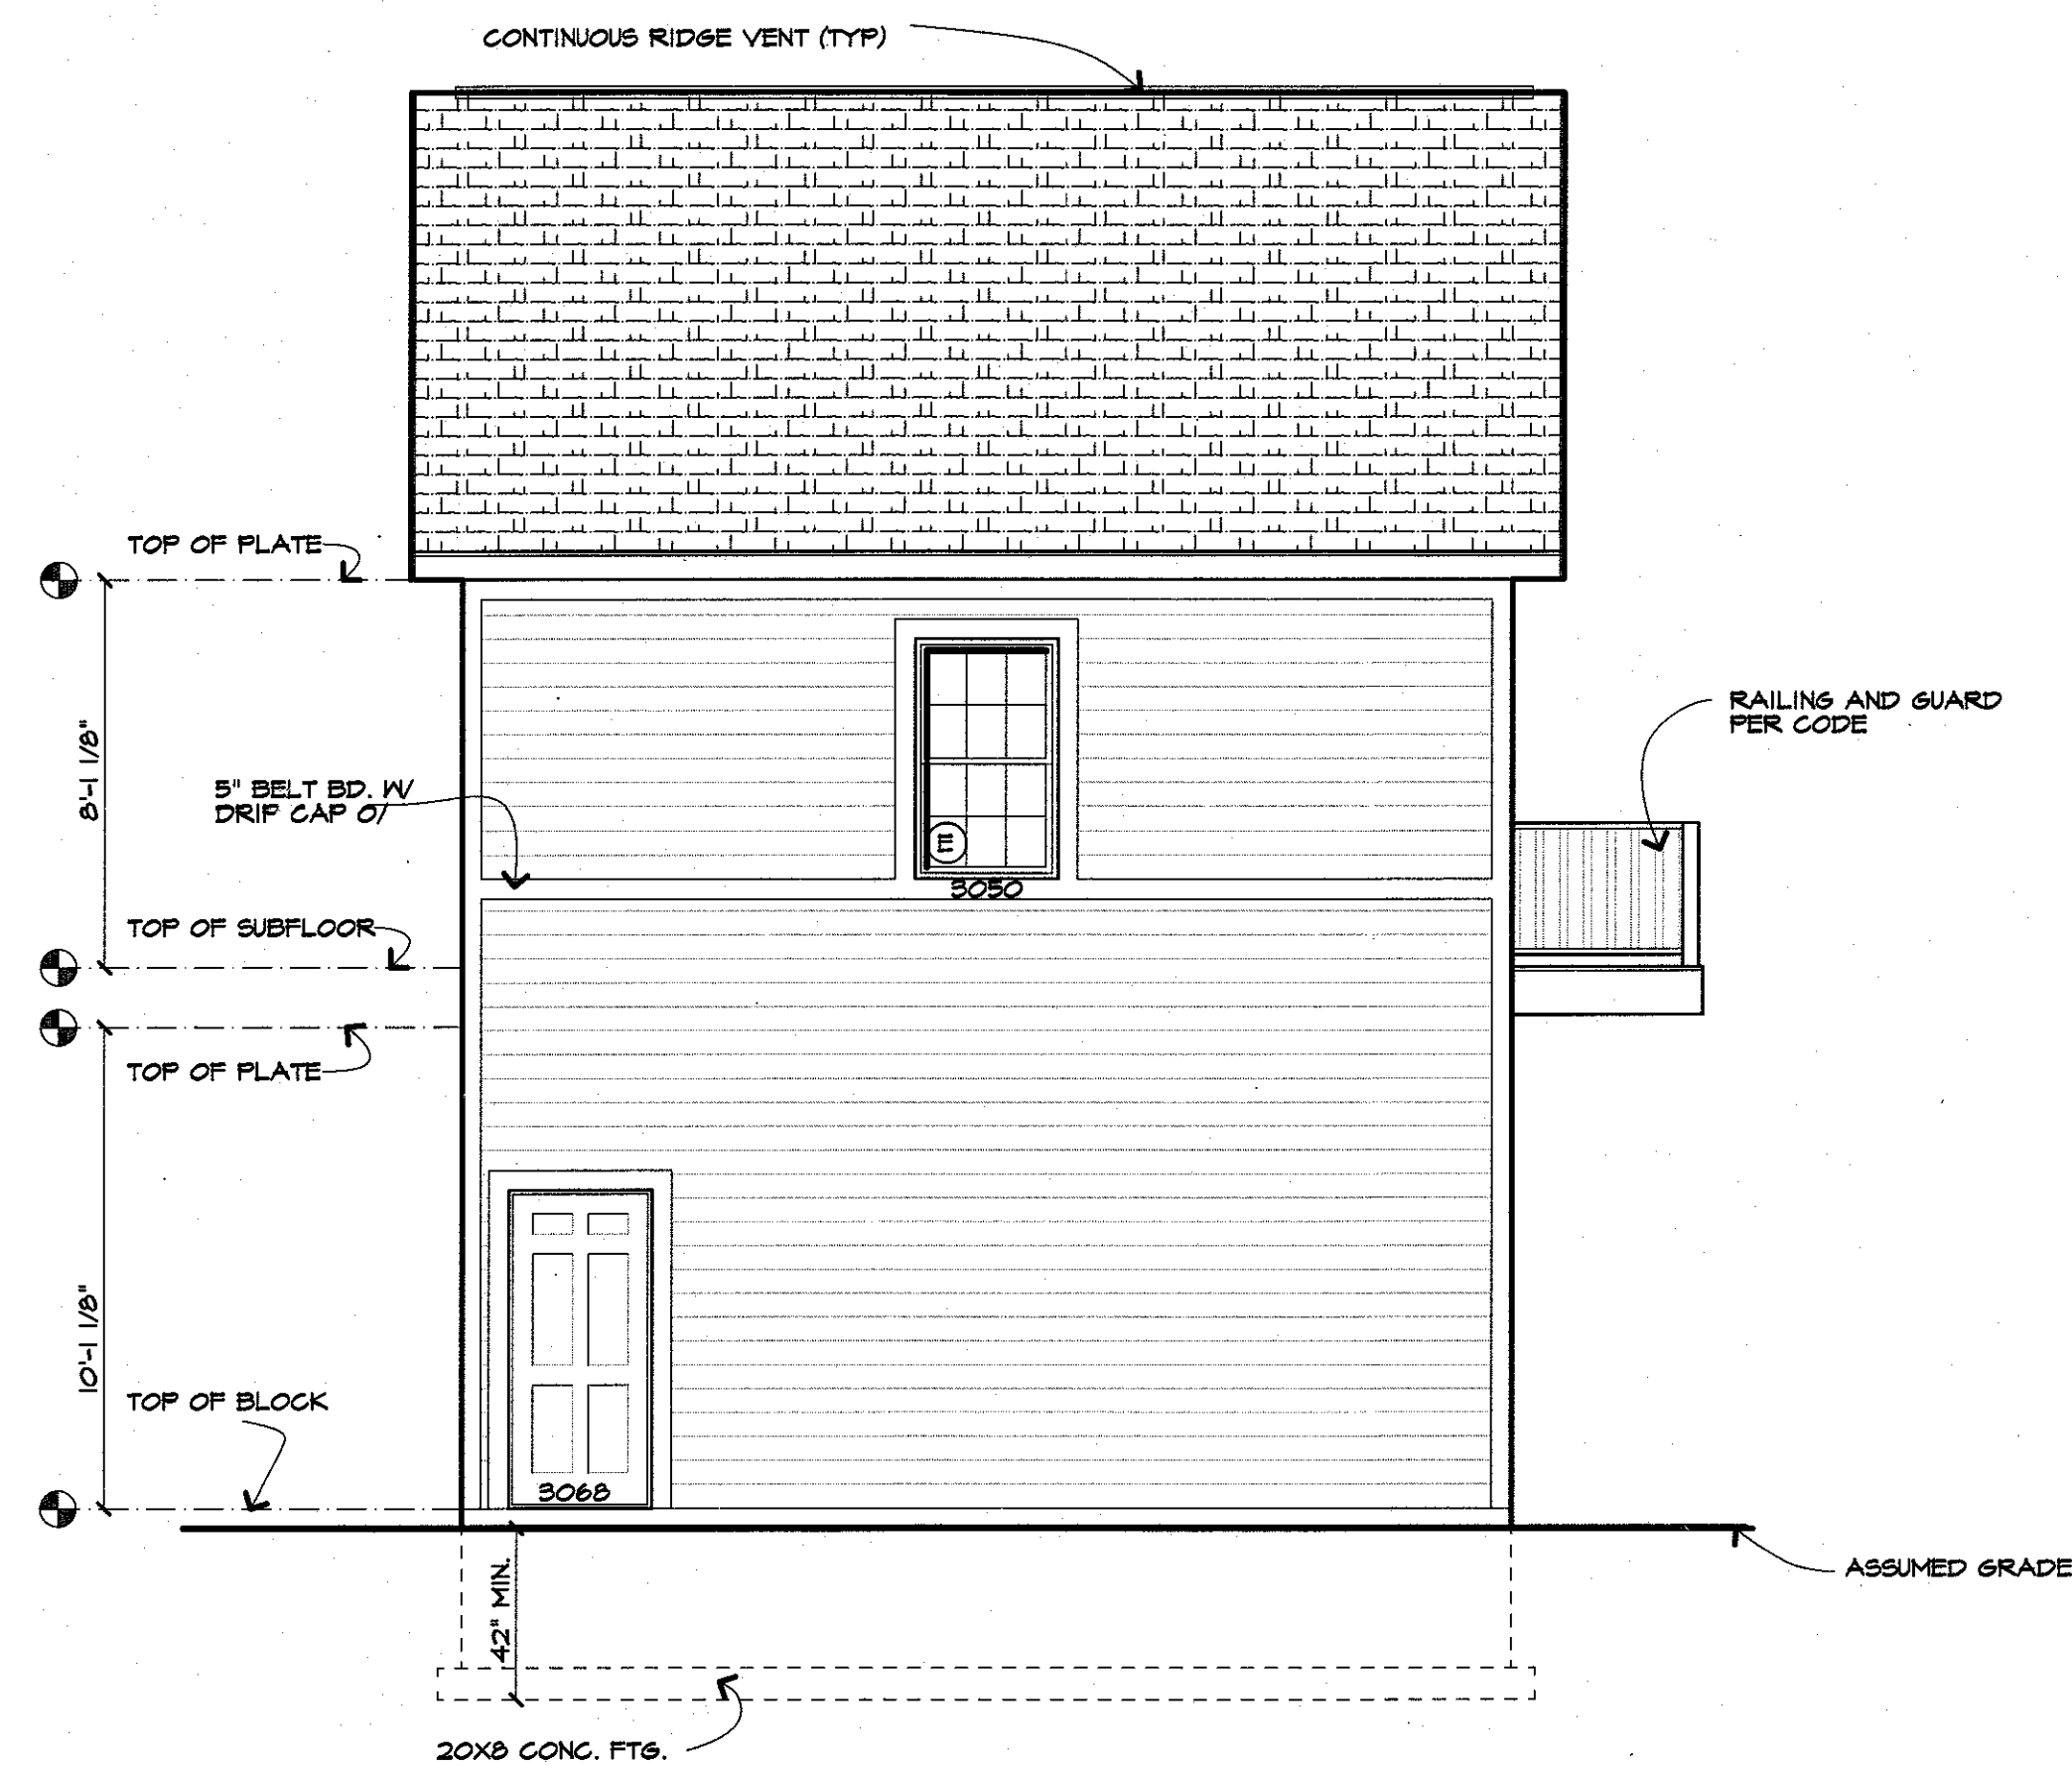 CONTINUOUS RIDGE VENT (TYP)
TOP OF PLATE
8'-1 1/8"
RAILING AND GUARD
PER CODE
5" BELT BD. W/
DRIP CAP O/
3050
TOP OF SUBFLOOR
TOP OF PLATE
10'-1 1/8"
TOP OF BLOCK
3068
42" MIN.
ASSUMED GRADE
20X8 CONC. FTG.